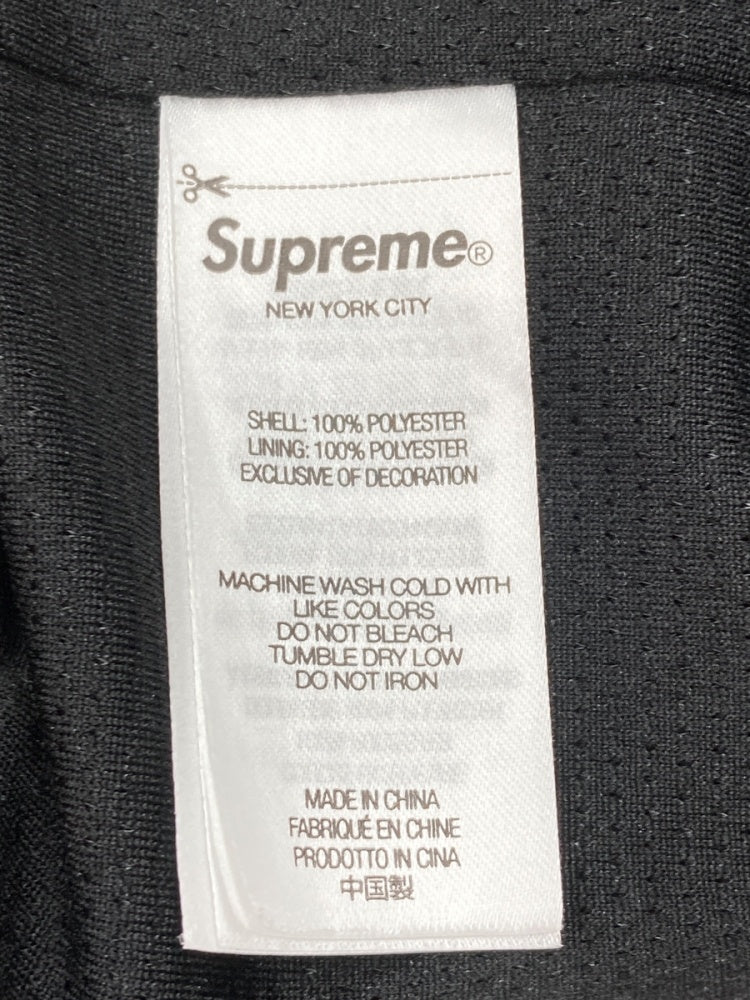 Supreme®
NEW YORK CITY
SHELL: 100% POLYESTER
LINING: 100% POLYESTER
EXCLUSIVE OF DECORATION
MACHINE WASH COLD WITH
LIKE COLORS
DO NOT BLEACH
TUMBLE DRY LOW
DO NOT IRON
MADE IN CHINA
FABRIQUÉ EN CHINE
PRODOTTO IN CINA
中国製